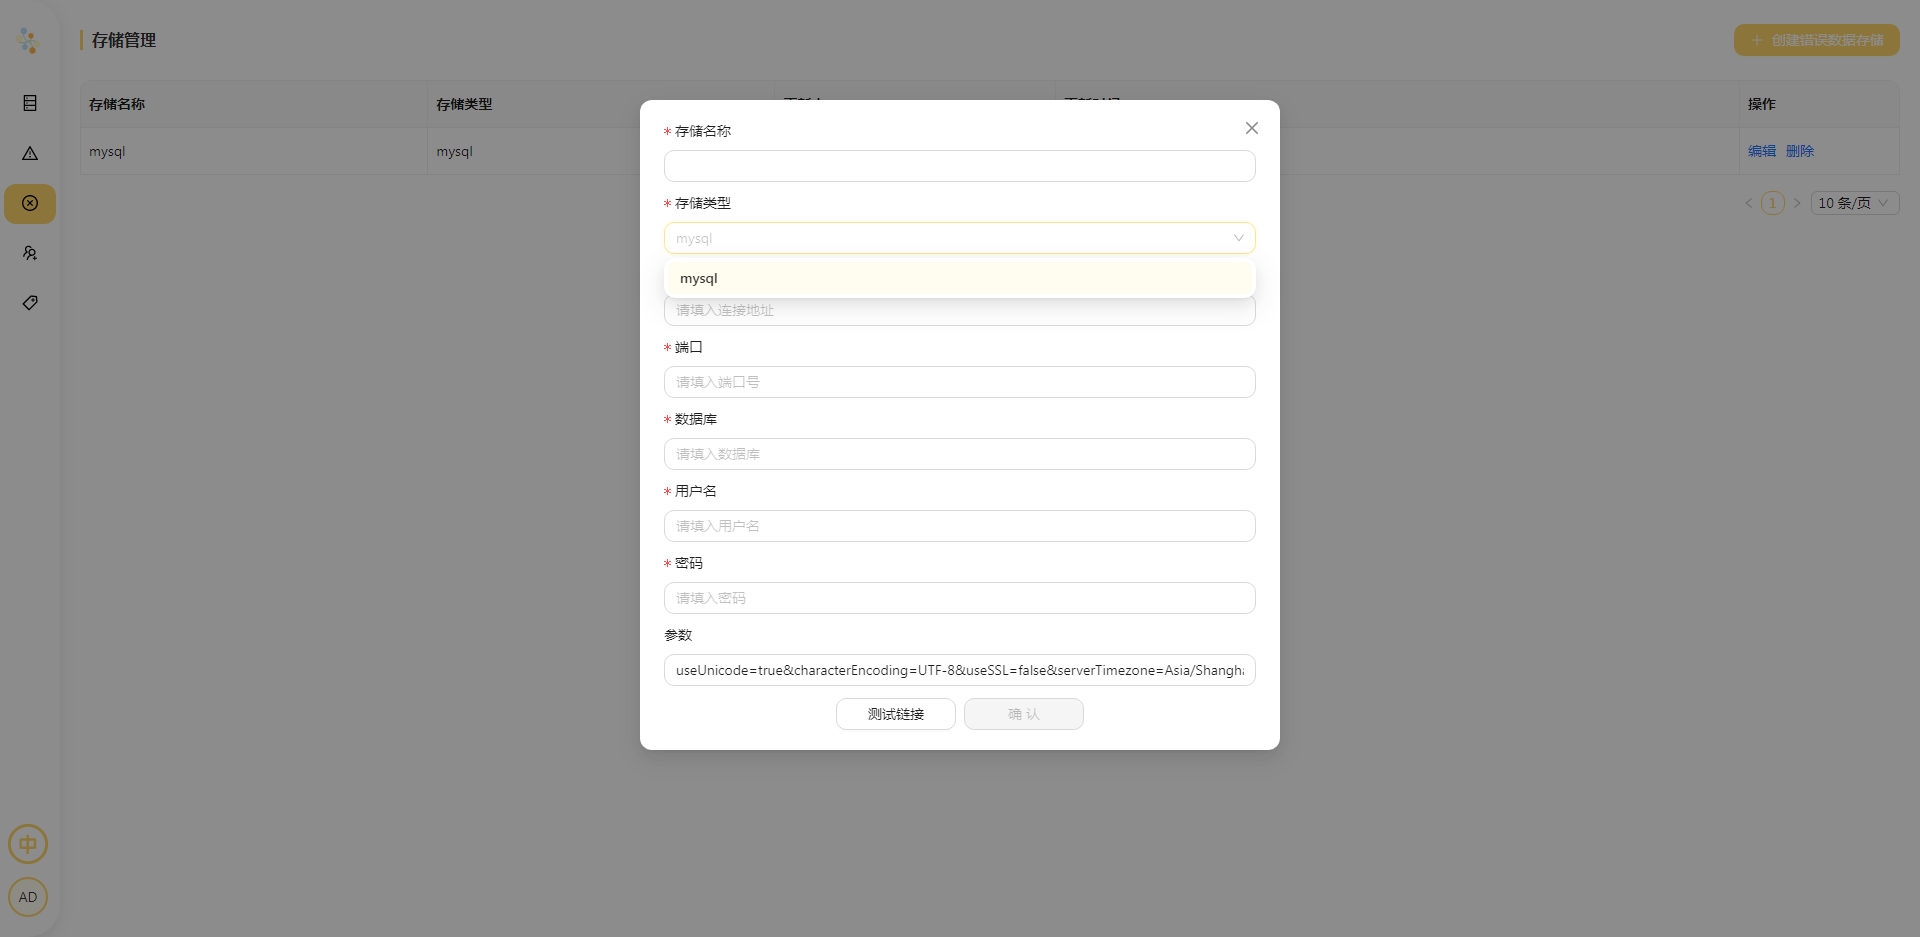 存储管理
+ 创建错误数据存储
存储名称
存储类型
操作
mysql
mysql
编辑 删除
1
10 条/页
* 存储名称
* 存储类型
mysql
mysql
请填入连接地址
* 端口
请填入端口号
* 数据库
请填入数据库
* 用户名
请填入用户名
* 密码
请填入密码
参数
useUnicode=true&characterEncoding=UTF-8&useSSL=false&serverTimezone=Asia/Shangh
测试链接
确 认
中
AD